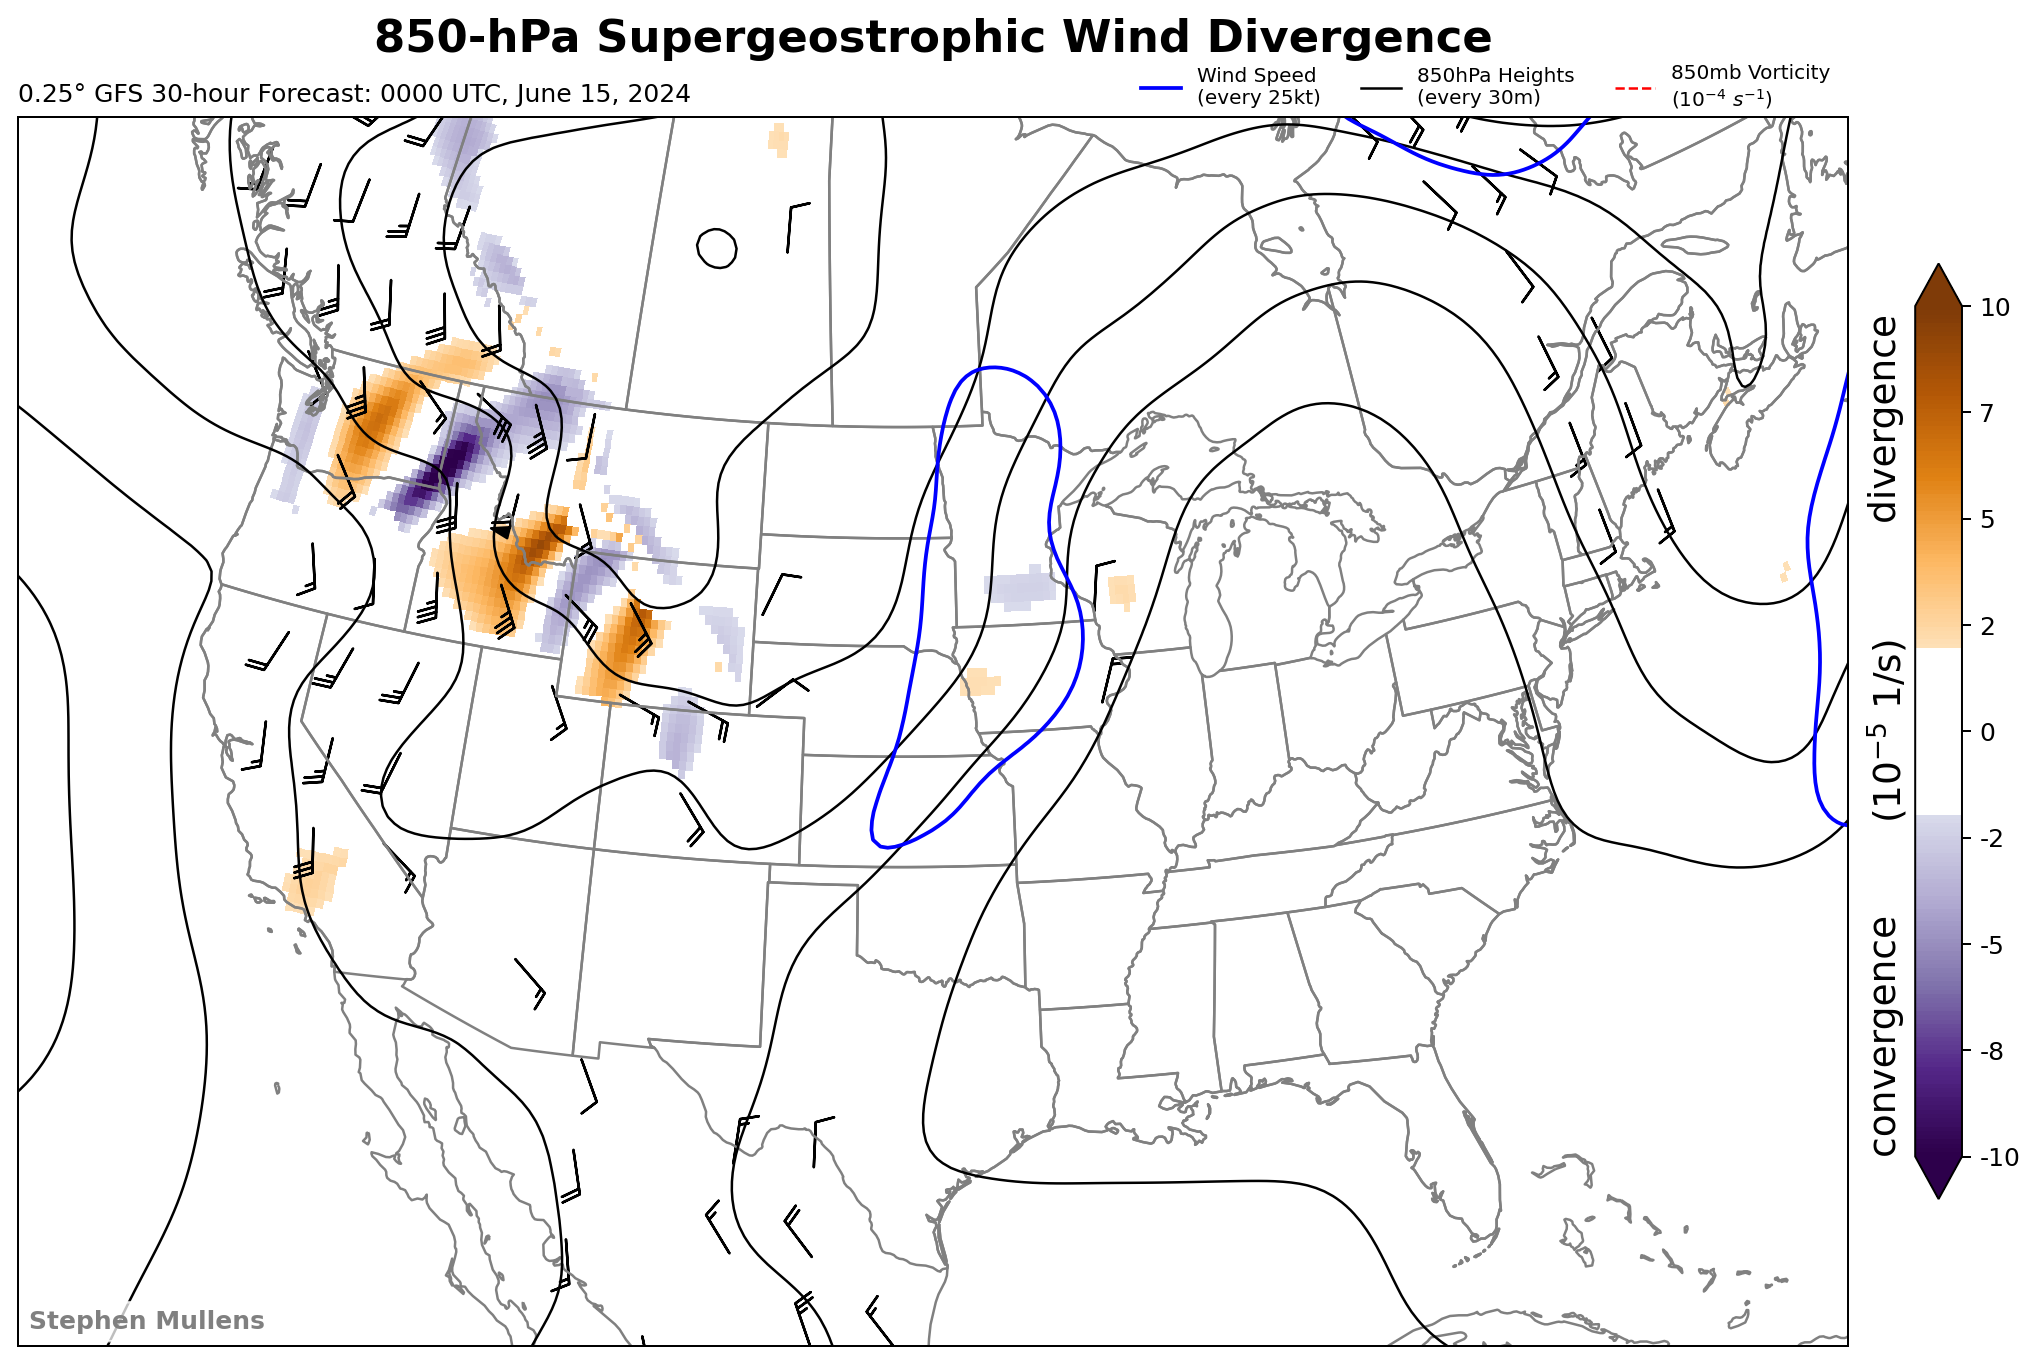 850-hPa Supergeostrophic Wind Divergence
0.25° GFS 30-hour Forecast: 0000 UTC, June 15, 2024
Wind Speed
(every 25kt)
850hPa Heights
(every 30m)
850mb Vorticity
(10⁻⁴ s⁻¹)
10
7
5
2
0
-2
-5
-8
-10
convergence (10⁻⁵ 1/s) divergence
Stephen Mullens